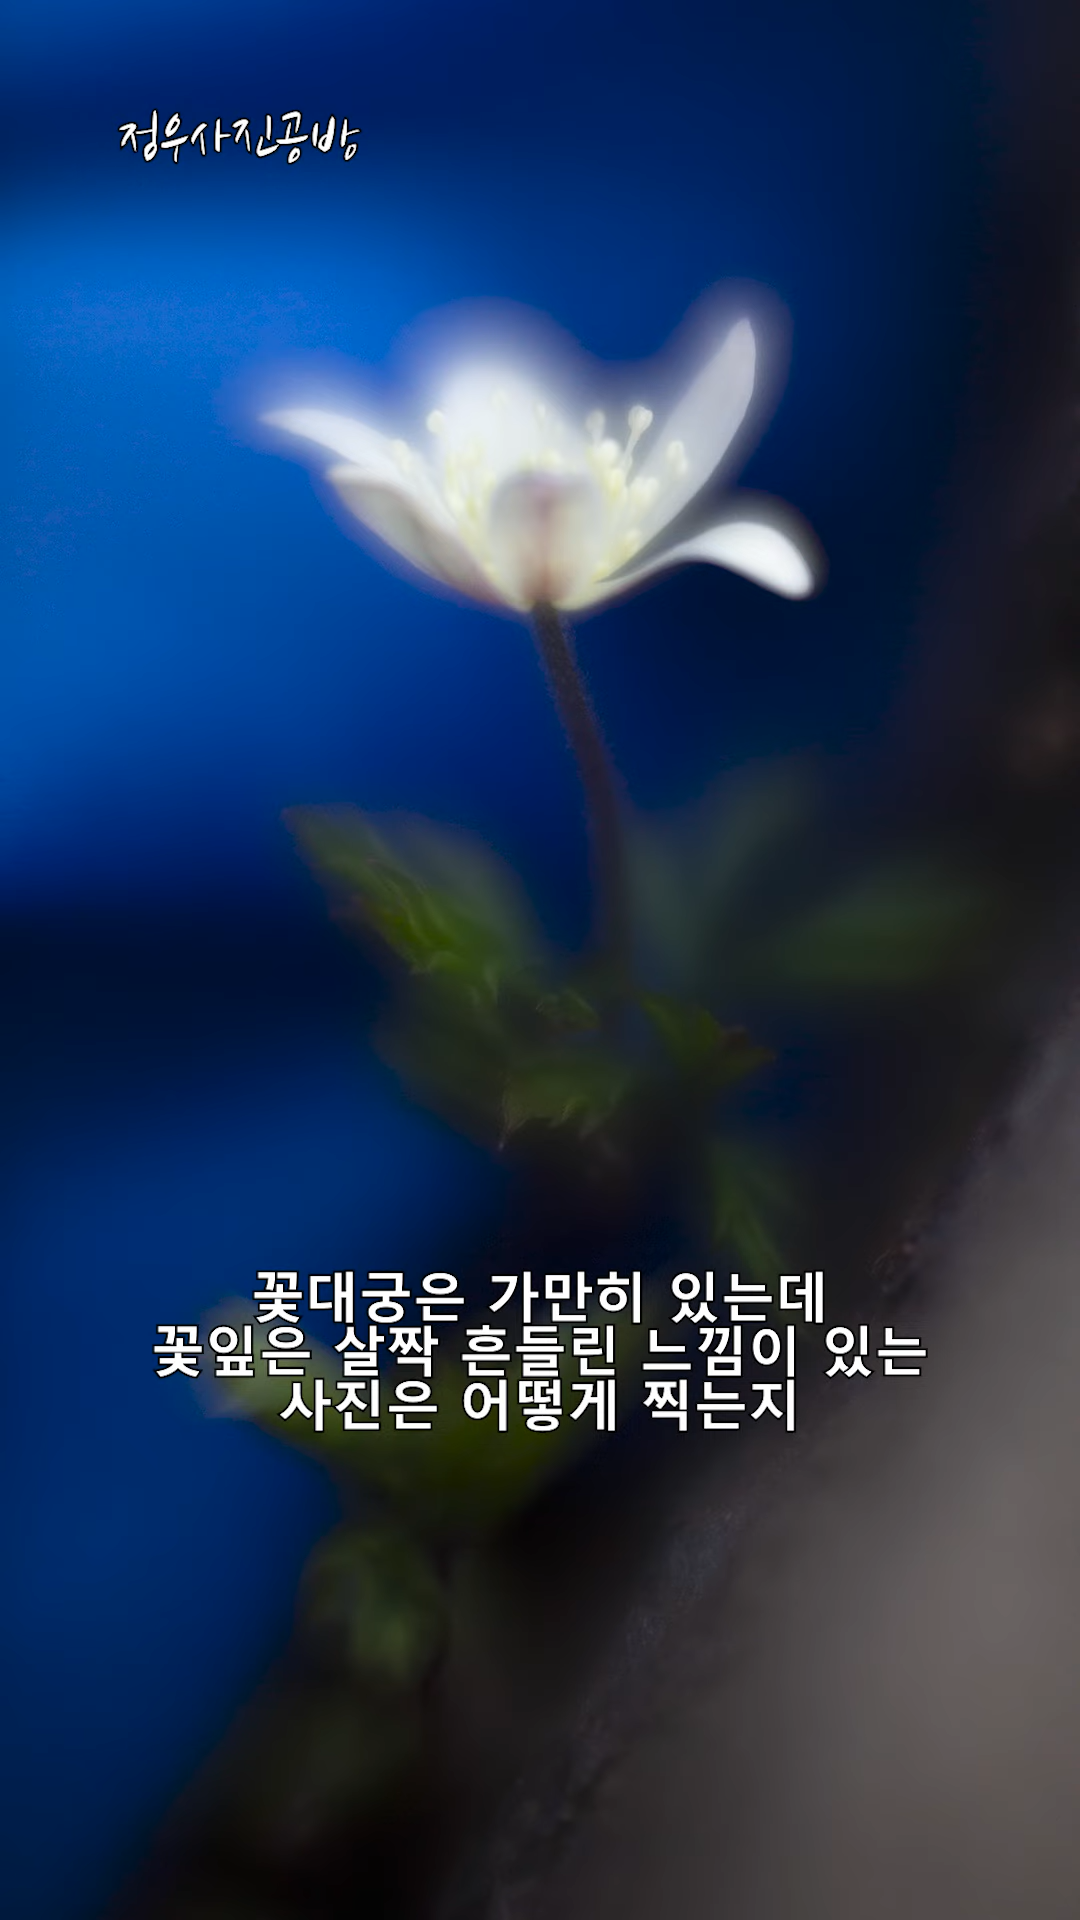 정우사진공방
꽃대궁은 가만히 있는데
꽃잎은 살짝 흔들린 느낌이 있는
사진은 어떻게 찍는지